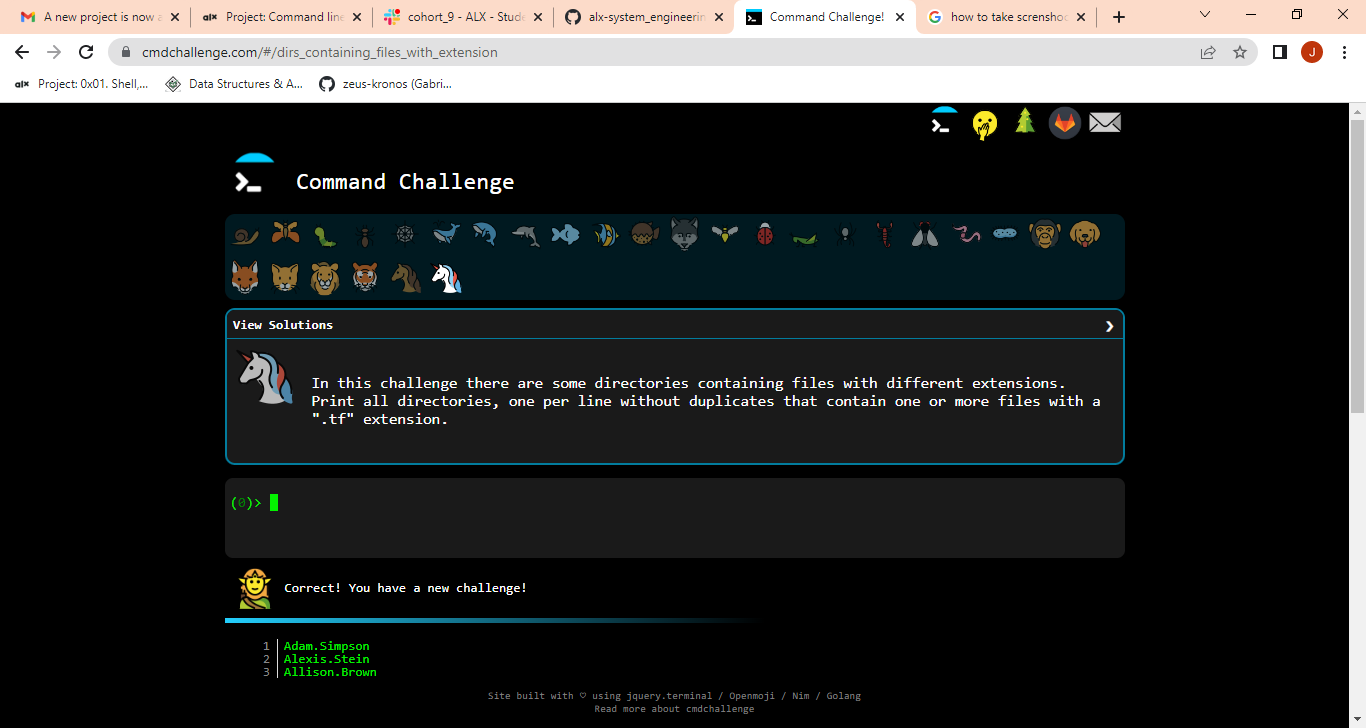 A new project is now a
alx Project: Command line
cohort_9 - ALX - Stude
alx-system_engineerin
Command Challenge!
how to take screnshoo
cmdchallenge.com/#/dirs_containing_files_with_extension
J
alx Project: 0x01. Shell,...
Data Structures & A...
zeus-kronos (Gabri...
Command Challenge
View Solutions
In this challenge there are some directories containing files with different extensions.
Print all directories, one per line without duplicates that contain one or more files with a
".tf" extension.
(0)>
Correct! You have a new challenge!
1 Adam.Simpson
2 Alexis.Stein
3 Allison.Brown
Site built with ♡ using jquery.terminal / Openmoji / Nim / Golang
Read more about cmdchallenge